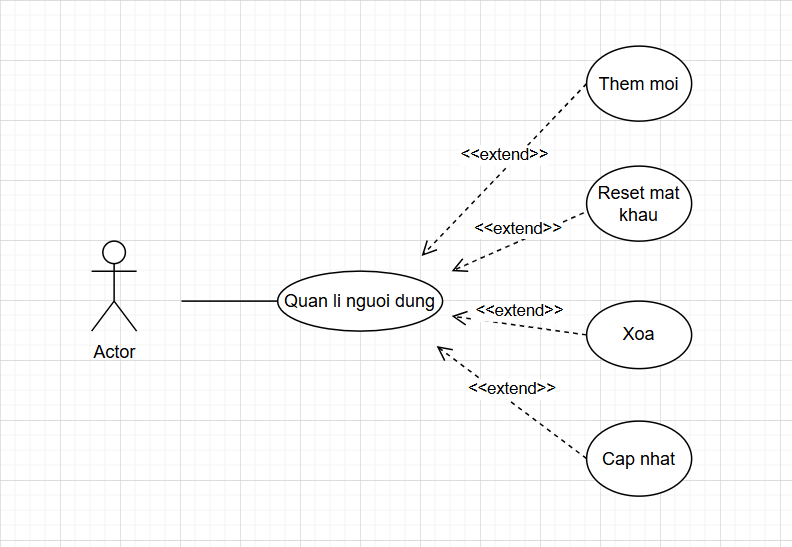 Them moi
<<extend>>
Reset mat
khau
<<extend>>
Quan li nguoi dung
<<extend>>
Xoa
Actor
<<extend>>
Cap nhat